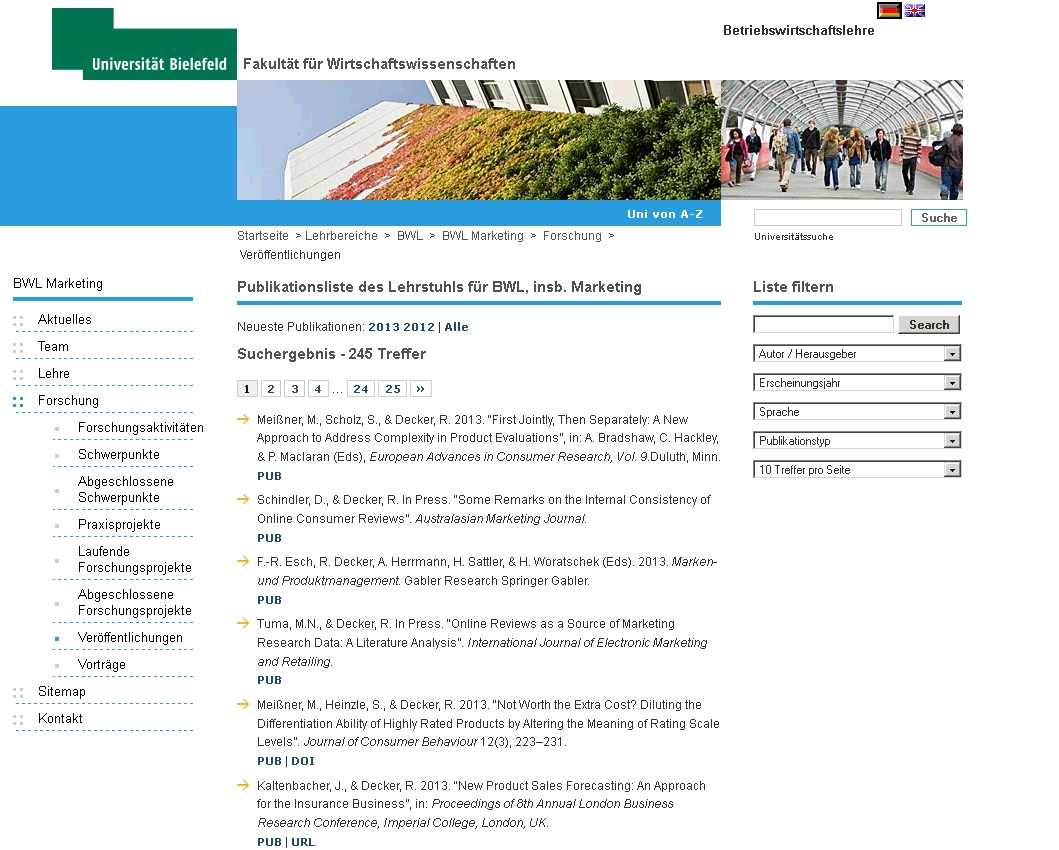 Betriebswirtschaftslehre
Universität Bielefeld
Fakultät für Wirtschaftswissenschaften
Uni von A-Z
Suche
Universitätssuche
Startseite > Lehrbereiche > BWL > BWL Marketing > Forschung >
Veröffentlichungen
BWL Marketing
Aktuelles
Team
Lehre
Forschung
Forschungsaktivitäten
Schwerpunkte
Abgeschlossene
Schwerpunkte
Praxisprojekte
Laufende
Forschungsprojekte
Abgeschlossene
Forschungsprojekte
Veröffentlichungen
Vorträge
Sitemap
Kontakt
Publikationsliste des Lehrstuhls für BWL, insb. Marketing
Neueste Publikationen: 2013 2012 | Alle
Suchergebnis - 245 Treffer
1 2 3 4 ... 24 25 »
Meißner, M., Scholz, S., & Decker, R. 2013. "First Jointly, Then Separately: A New
Approach to Address Complexity in Product Evaluations", in: A. Bradshaw, C. Hackley,
& P. Maclaran (Eds), European Advances in Consumer Research, Vol. 9.Duluth, Minn.
PUB
Schindler, D., & Decker, R. In Press. "Some Remarks on the Internal Consistency of
Online Consumer Reviews". Australasian Marketing Journal.
PUB
F.-R. Esch, R. Decker, A. Herrmann, H. Sattler, & H. Woratschek (Eds). 2013. Marken-
und Produktmanagement. Gabler Research Springer Gabler.
PUB
Tuma, M.N., & Decker, R. In Press. "Online Reviews as a Source of Marketing
Research Data: A Literature Analysis". International Journal of Electronic Marketing
and Retailing.
PUB
Meißner, M., Heinzle, S., & Decker, R. 2013. "Not Worth the Extra Cost? Diluting the
Differentiation Ability of Highly Rated Products by Altering the Meaning of Rating Scale
Levels". Journal of Consumer Behaviour 12(3), 223–231.
PUB | DOI
Kaltenbacher, J., & Decker, R. 2013. "New Product Sales Forecasting: An Approach
for the Insurance Business", in: Proceedings of 8th Annual London Business
Research Conference, Imperial College, London, UK.
PUB | URL
Liste filtern
Search
Autor / Herausgeber
Erscheinungsjahr
Sprache
Publikationstyp
10 Treffer pro Seite